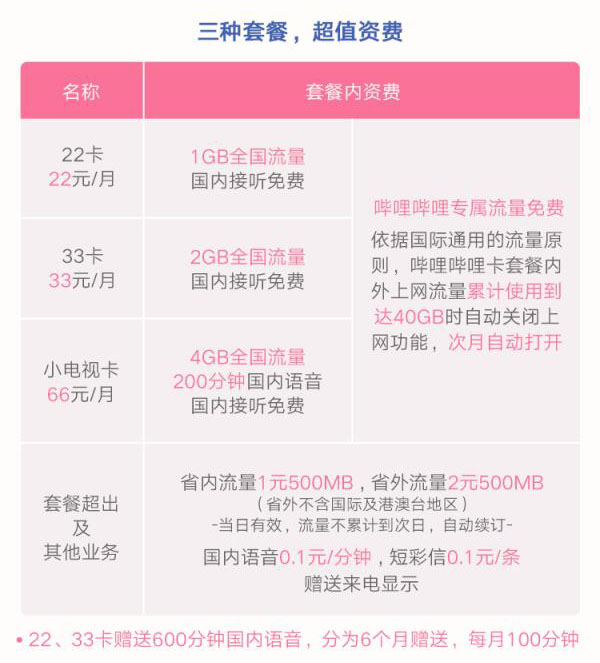 三种套餐，超值资费
名称
套餐内资费
22卡
22元/月
1GB全国流量
国内接听免费
33卡
33元/月
2GB全国流量
国内接听免费
小电视卡
66元/月
4GB全国流量
200分钟国内语音
国内接听免费
哔哩哔哩专属流量免费
依据国际通用的流量原
则，哔哩哔哩卡套餐内
外上网流量累计使用到
达40GB时自动关闭上
网功能，次月自动打开
套餐超出
及
其他业务
省内流量1元500MB，省外流量2元500MB
（省外不含国际及港澳台地区）
-当日有效，流量不累计到次日，自动续订-
国内语音0.1元/分钟，短彩信0.1元/条
赠送来电显示
• 22、33卡赠送600分钟国内语音，分为6个月赠送，每月100分钟